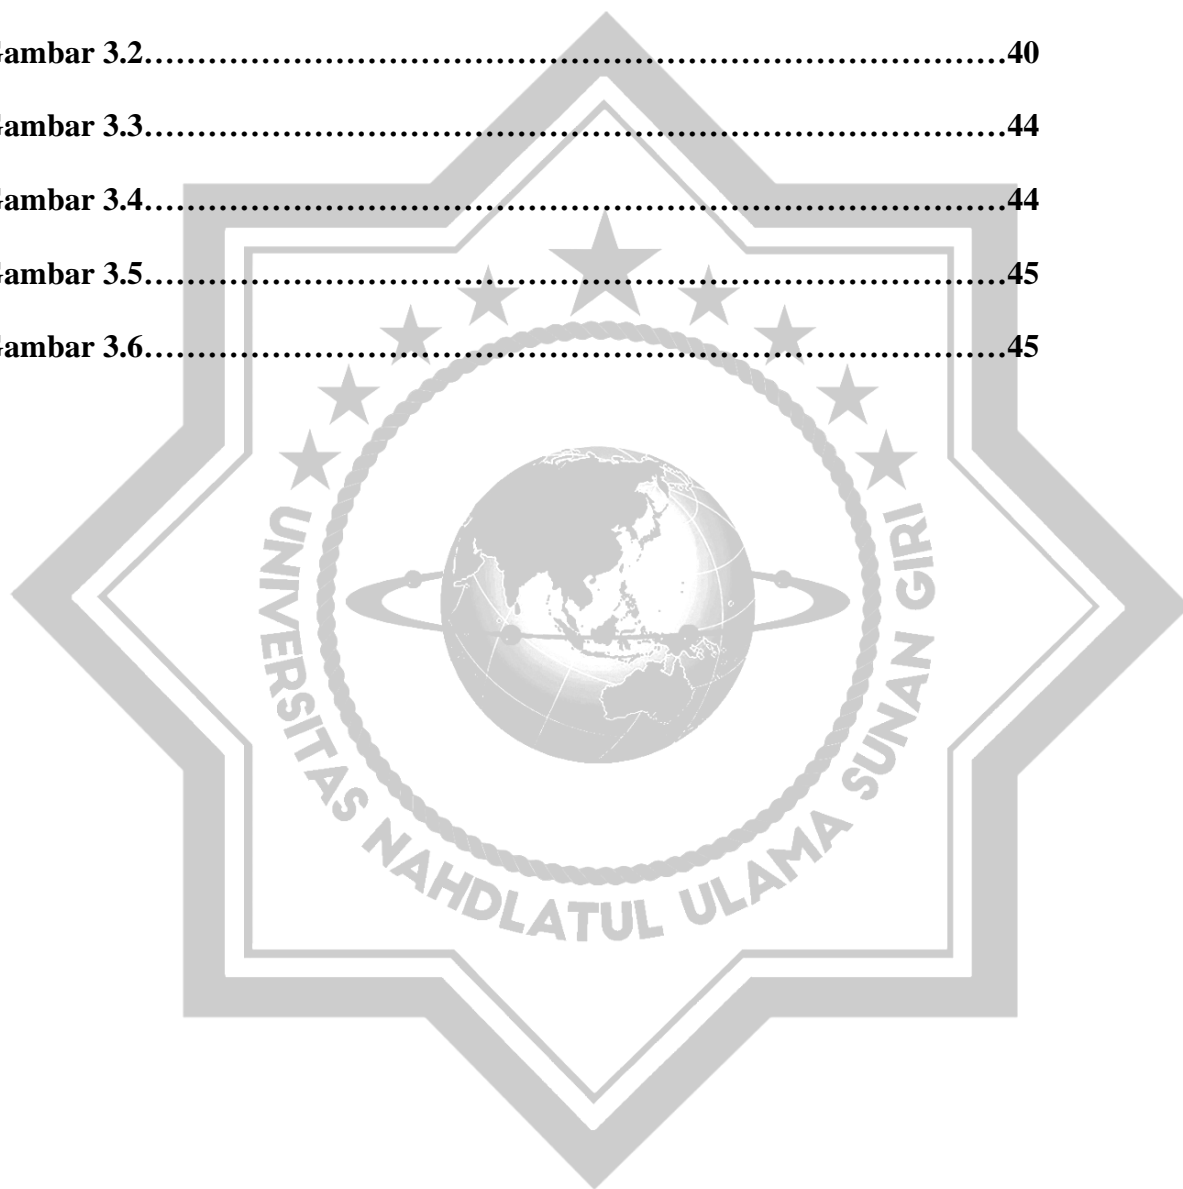 Gambar 3.2……………………………………………………………………….40
Gambar 3.3……………………………………………………………………….44
Gambar 3.4……………………………………………………………………….44
Gambar 3.5……………………………………………………………………….45
Gambar 3.6……………………………………………………………………….45
UNIVERSITAS NAHDLATUL ULAMA SUNAN GIRI